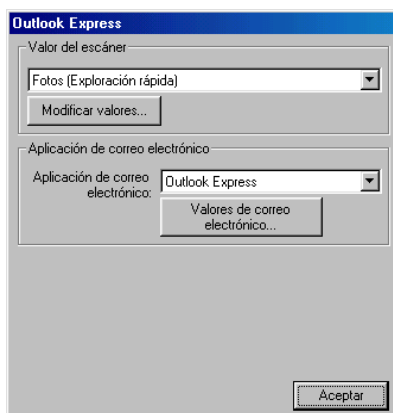 Outlook Express
Valor del escáner
Fotos (Exploración rápida)
Modificar valores...
Aplicación de correo electrónico
Aplicación de correo
electrónico:
Outlook Express
Valores de correo
electrónico...
Aceptar